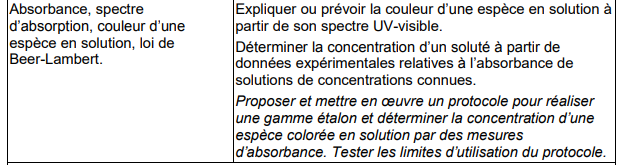 Absorbance, spectre
d’absorption, couleur d’une
espèce en solution, loi de
Beer-Lambert.
Expliquer ou prévoir la couleur d’une espèce en solution à
partir de son spectre UV-visible.
Déterminer la concentration d’un soluté à partir de
données expérimentales relatives à l’absorbance de
solutions de concentrations connues.
Proposer et mettre en œuvre un protocole pour réaliser
une gamme étalon et déterminer la concentration d’une
espèce colorée en solution par des mesures
d’absorbance. Tester les limites d’utilisation du protocole.